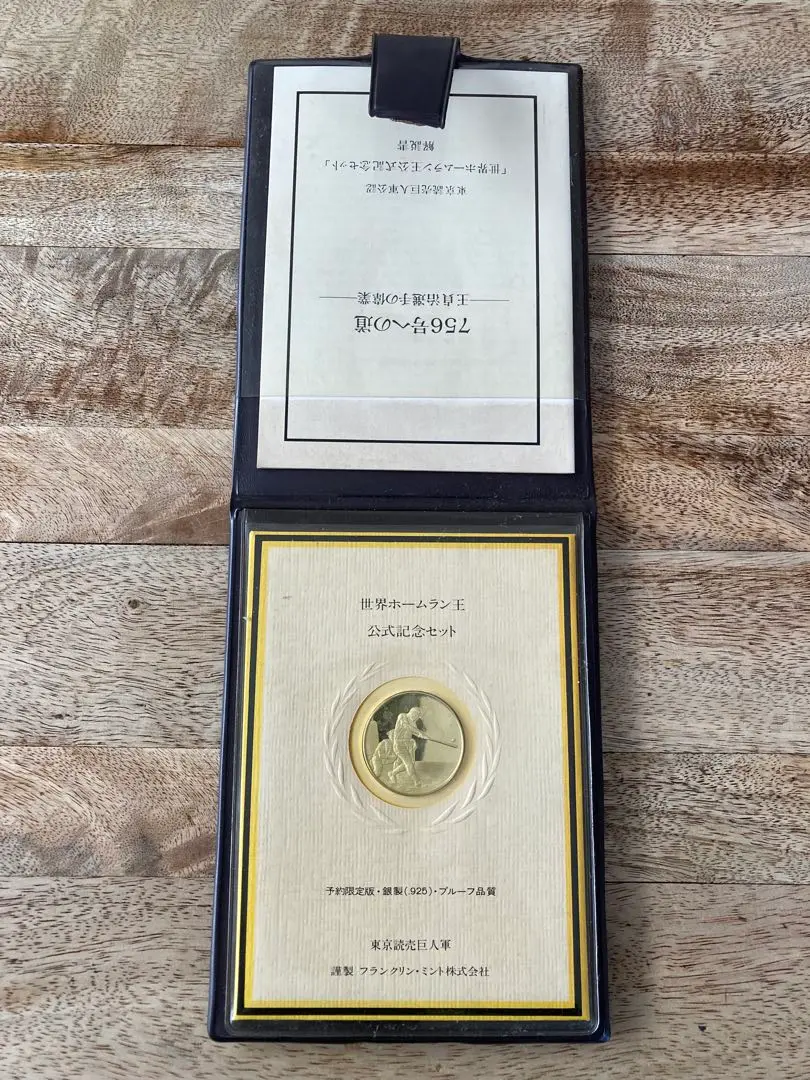 756号への道
——王貞治選手の偉業——
東京読売巨人軍公認
「世界ホームラン王公式記念セット」
解説書
世界ホームラン王
公式記念セット
予約限定版・銀製(.925)・プルーフ品質
東京読売巨人軍
謹製 フランクリン・ミント株式会社